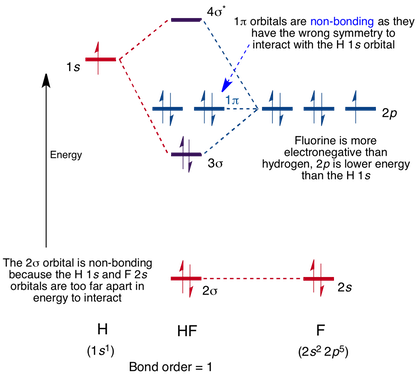 4σ*
1π orbitals are non-bonding as they
have the wrong symmetry to
interact with the H 1s orbital
1s
1π
2p
Energy
3σ
Fluorine is more
electronegative than
hydrogen, 2p is lower energy
than the H 1s
The 2σ orbital is non-bonding
because the H 1s and F 2s
orbitals are too far apart in
energy to interact
2σ
2s
H
HF
F
(1s¹)
(2s² 2p⁵)
Bond order = 1